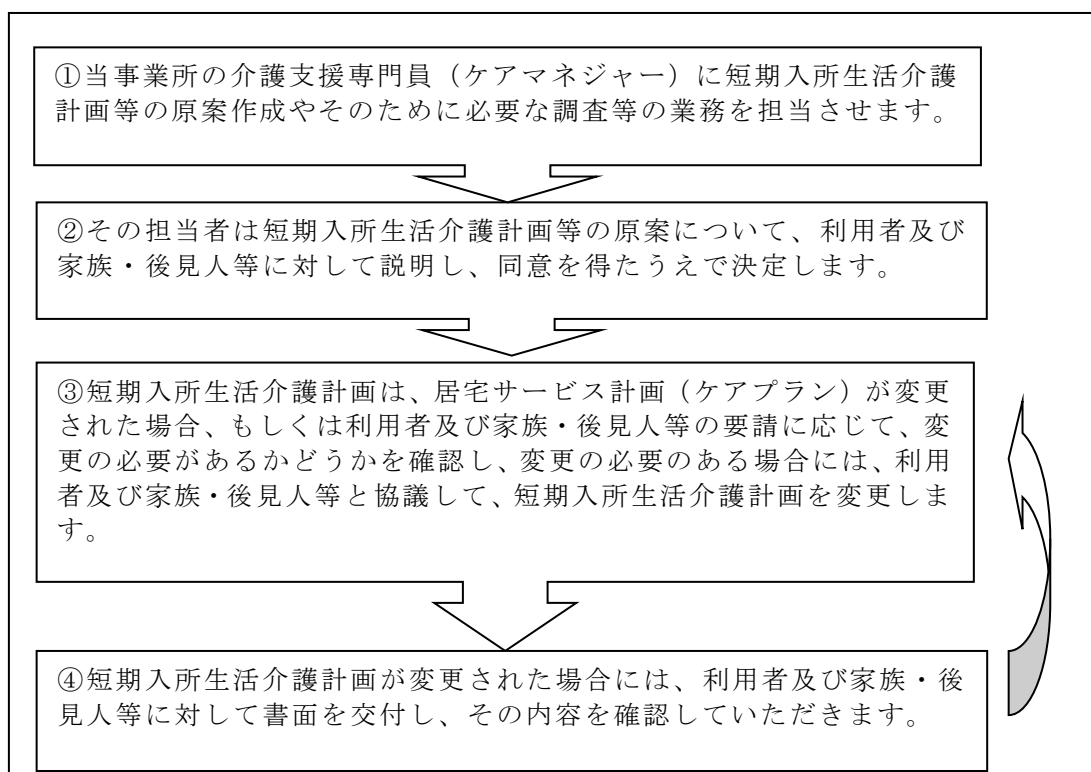 ①当事業所の介護支援専門員（ケアマネジャー）に短期入所生活介護
計画等の原案作成やそのために必要な調査等の業務を担当させます。
②その担当者は短期入所生活介護計画等の原案について、利用者及び
家族・後見人等に対して説明し、同意を得たうえで決定します。
③短期入所生活介護計画は、居宅サービス計画（ケアプラン）が変更
された場合、もしくは利用者及び家族・後見人等の要請に応じて、変
更の必要があるかどうかを確認し、変更の必要のある場合には、利用
者及び家族・後見人等と協議して、短期入所生活介護計画を変更しま
す。
④短期入所生活介護計画が変更された場合には、利用者及び家族・後
見人等に対して書面を交付し、その内容を確認していただきます。